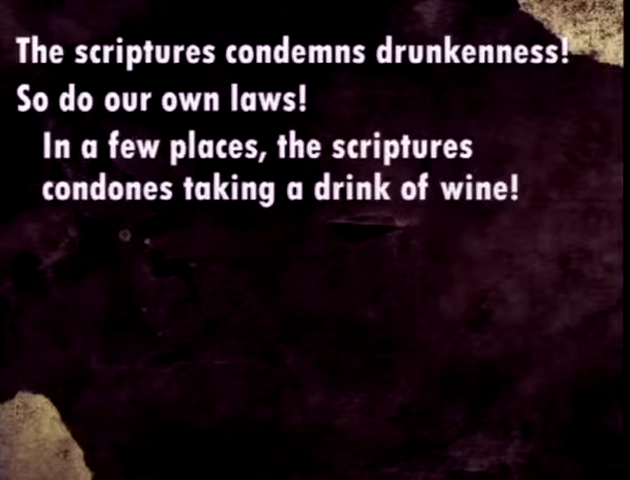 The scriptures condemns drunkenness!
So do our own laws!
In a few places, the scriptures
condones taking a drink of wine!